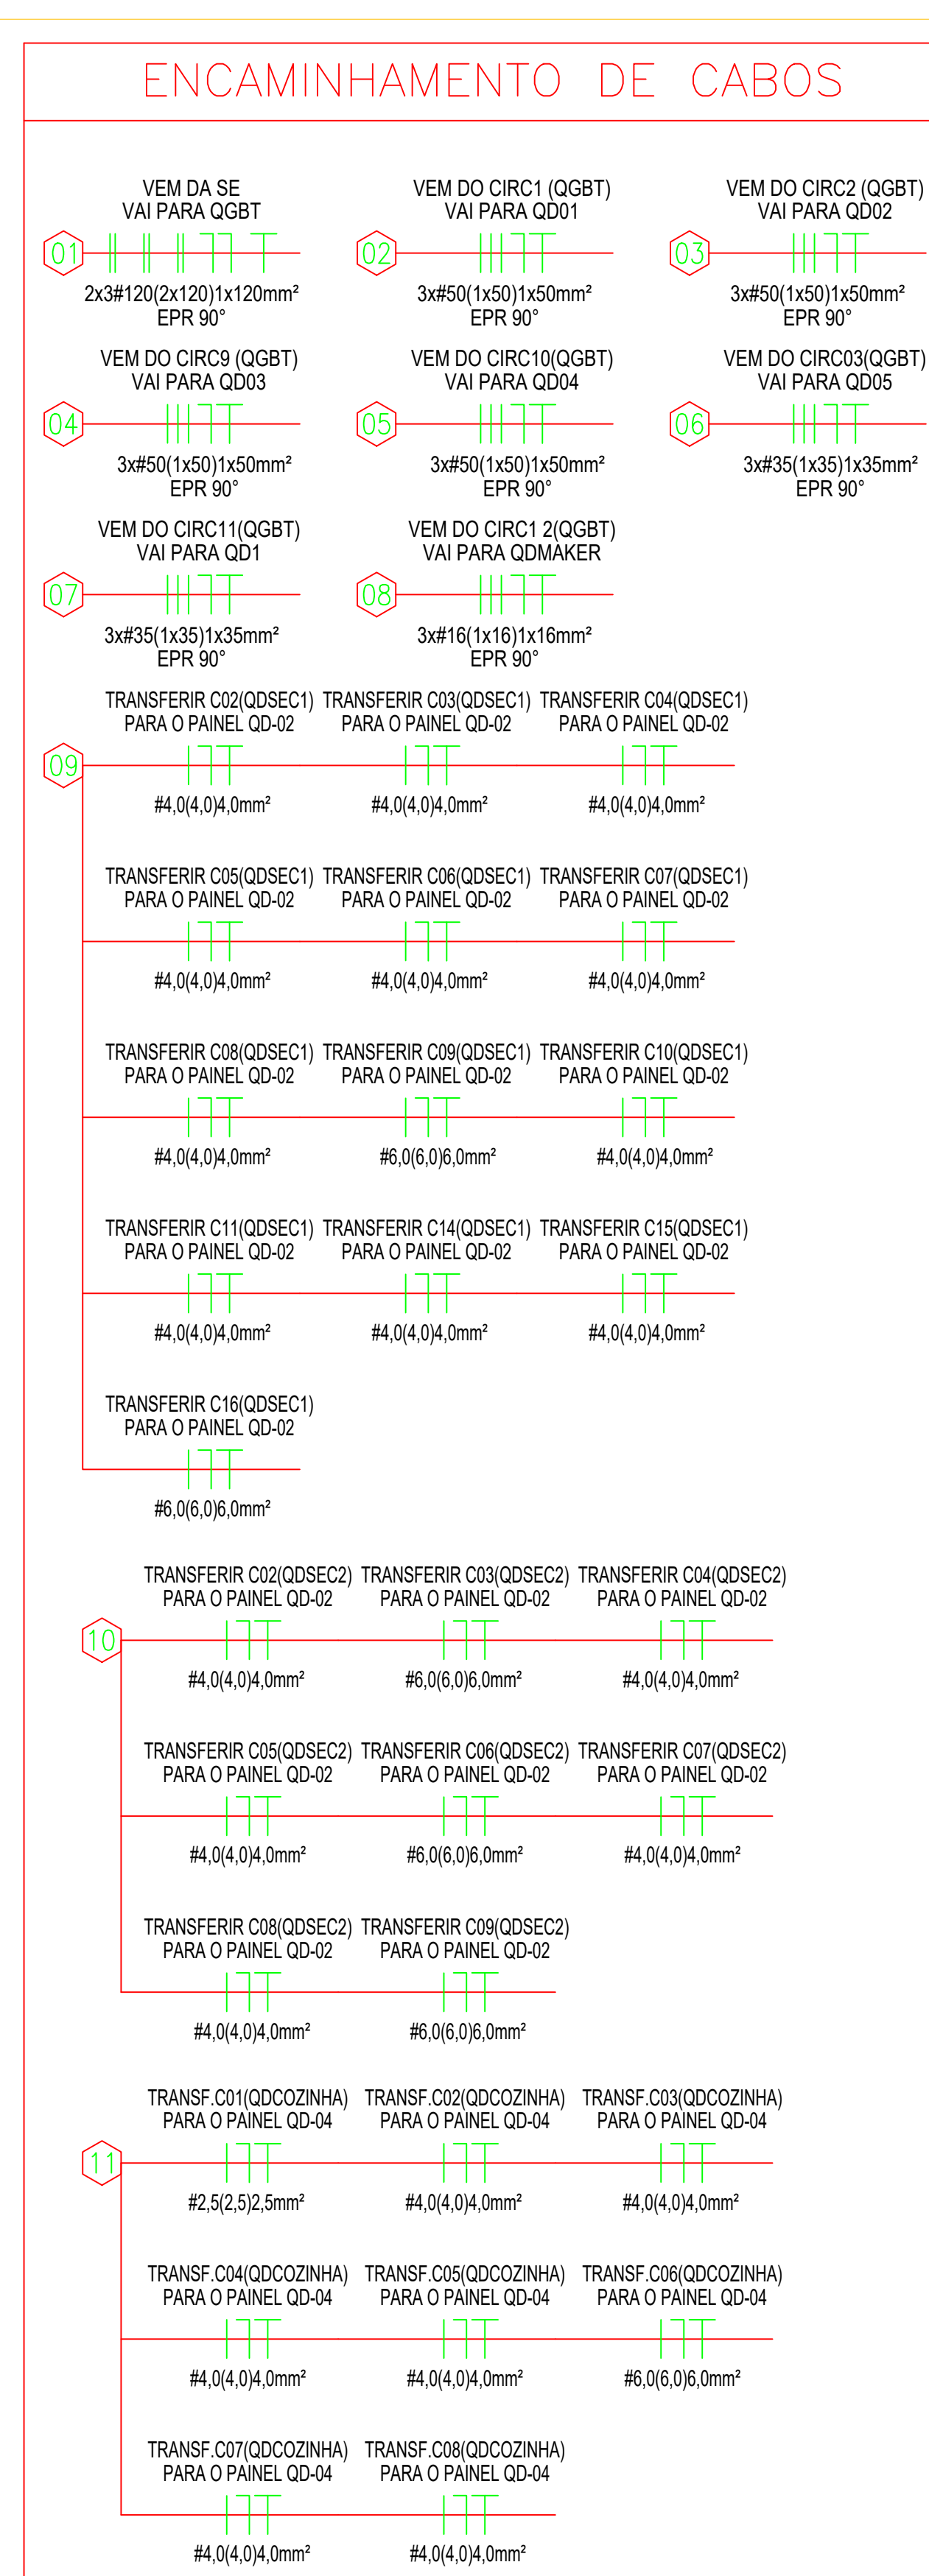 ENCAMINHAMENTO DE CABOS
VEM DA SE
VAI PARA QGBT
01
2x3#120(2x120)1x120mm²
EPR 90°
VEM DO CIRC1 (QGBT)
VAI PARA QD01
02
3x#50(1x50)1x50mm²
EPR 90°
VEM DO CIRC2 (QGBT)
VAI PARA QD02
03
3x#50(1x50)1x50mm²
EPR 90°
VEM DO CIRC9 (QGBT)
VAI PARA QD03
04
3x#50(1x50)1x50mm²
EPR 90°
VEM DO CIRC10(QGBT)
VAI PARA QD04
05
3x#50(1x50)1x50mm²
EPR 90°
VEM DO CIRC03(QGBT)
VAI PARA QD05
06
3x#35(1x35)1x35mm²
EPR 90°
VEM DO CIRC11(QGBT)
VAI PARA QD1
07
3x#35(1x35)1x35mm²
EPR 90°
VEM DO CIRC1 2(QGBT)
VAI PARA QDMAKER
08
3x#16(1x16)1x16mm²
EPR 90°
09
TRANSFERIR C02(QDSEC1)
PARA O PAINEL QD-02
#4,0(4,0)4,0mm²
TRANSFERIR C03(QDSEC1)
PARA O PAINEL QD-02
#4,0(4,0)4,0mm²
TRANSFERIR C04(QDSEC1)
PARA O PAINEL QD-02
#4,0(4,0)4,0mm²
TRANSFERIR C05(QDSEC1)
PARA O PAINEL QD-02
#4,0(4,0)4,0mm²
TRANSFERIR C06(QDSEC1)
PARA O PAINEL QD-02
#4,0(4,0)4,0mm²
TRANSFERIR C07(QDSEC1)
PARA O PAINEL QD-02
#4,0(4,0)4,0mm²
TRANSFERIR C08(QDSEC1)
PARA O PAINEL QD-02
#4,0(4,0)4,0mm²
TRANSFERIR C09(QDSEC1)
PARA O PAINEL QD-02
#6,0(6,0)6,0mm²
TRANSFERIR C10(QDSEC1)
PARA O PAINEL QD-02
#4,0(4,0)4,0mm²
TRANSFERIR C11(QDSEC1)
PARA O PAINEL QD-02
#4,0(4,0)4,0mm²
TRANSFERIR C14(QDSEC1)
PARA O PAINEL QD-02
#4,0(4,0)4,0mm²
TRANSFERIR C15(QDSEC1)
PARA O PAINEL QD-02
#4,0(4,0)4,0mm²
TRANSFERIR C16(QDSEC1)
PARA O PAINEL QD-02
#6,0(6,0)6,0mm²
10
TRANSFERIR C02(QDSEC2)
PARA O PAINEL QD-02
#4,0(4,0)4,0mm²
TRANSFERIR C03(QDSEC2)
PARA O PAINEL QD-02
#6,0(6,0)6,0mm²
TRANSFERIR C04(QDSEC2)
PARA O PAINEL QD-02
#4,0(4,0)4,0mm²
TRANSFERIR C05(QDSEC2)
PARA O PAINEL QD-02
#4,0(4,0)4,0mm²
TRANSFERIR C06(QDSEC2)
PARA O PAINEL QD-02
#6,0(6,0)6,0mm²
TRANSFERIR C07(QDSEC2)
PARA O PAINEL QD-02
#4,0(4,0)4,0mm²
TRANSFERIR C08(QDSEC2)
PARA O PAINEL QD-02
#4,0(4,0)4,0mm²
TRANSFERIR C09(QDSEC2)
PARA O PAINEL QD-02
#6,0(6,0)6,0mm²
11
TRANSF.C01(QDCOZINHA)
PARA O PAINEL QD-04
#2,5(2,5)2,5mm²
TRANSF.C02(QDCOZINHA)
PARA O PAINEL QD-04
#4,0(4,0)4,0mm²
TRANSF.C03(QDCOZINHA)
PARA O PAINEL QD-04
#4,0(4,0)4,0mm²
TRANSF.C04(QDCOZINHA)
PARA O PAINEL QD-04
#4,0(4,0)4,0mm²
TRANSF.C05(QDCOZINHA)
PARA O PAINEL QD-04
#4,0(4,0)4,0mm²
TRANSF.C06(QDCOZINHA)
PARA O PAINEL QD-04
#6,0(6,0)6,0mm²
TRANSF.C07(QDCOZINHA)
PARA O PAINEL QD-04
#4,0(4,0)4,0mm²
TRANSF.C08(QDCOZINHA)
PARA O PAINEL QD-04
#4,0(4,0)4,0mm²